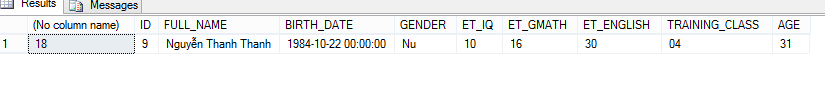 Results Messages
(No column name) ID FULL_NAME BIRTH_DATE GENDER ET_IQ ET_GMATH ET_ENGLISH TRAINING_CLASS AGE
1 18 9 Nguyễn Thanh Thanh 1984-10-22 00:00:00 Nu 10 16 30 04 31